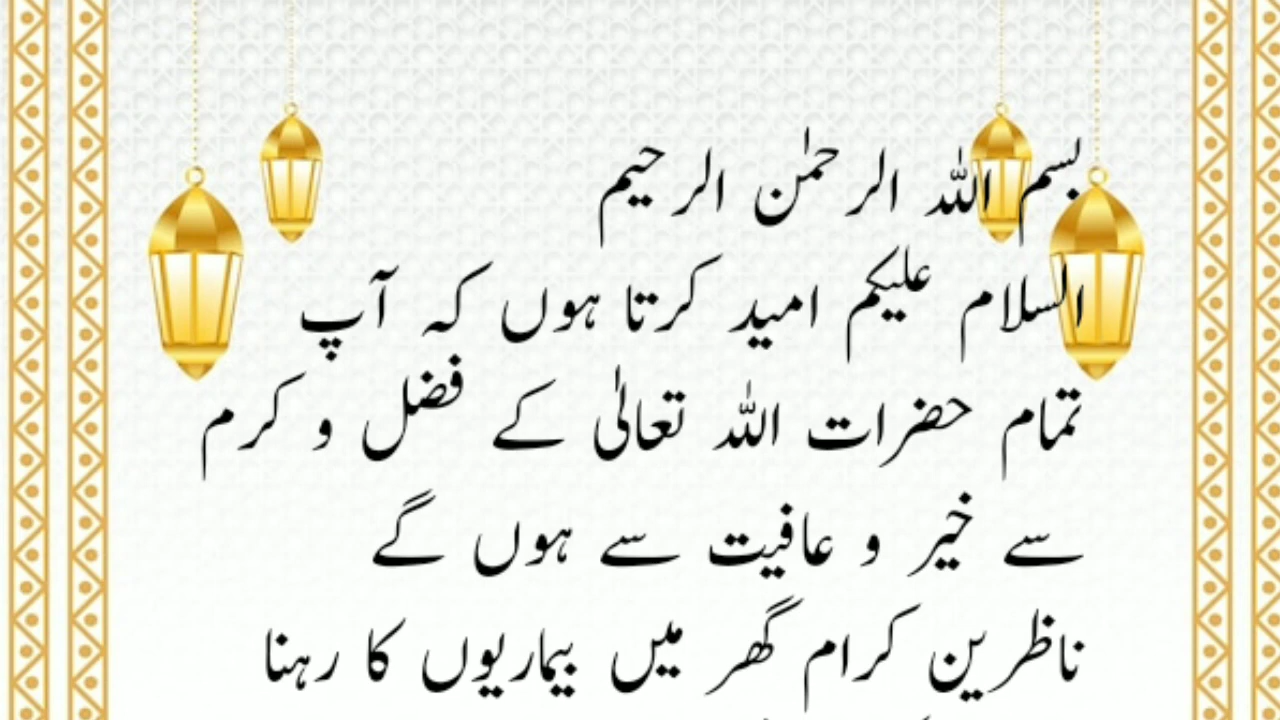 بسم اللہ الرحمٰن الرحیم
السلام علیکم امید کرتا ہوں کہ آپ
تمام حضرات اللہ تعالٰی کے فضل و کرم
سے خیر و عافیت سے ہوں گے
ناظرین کرام گھر میں بیماریوں کا رہنا